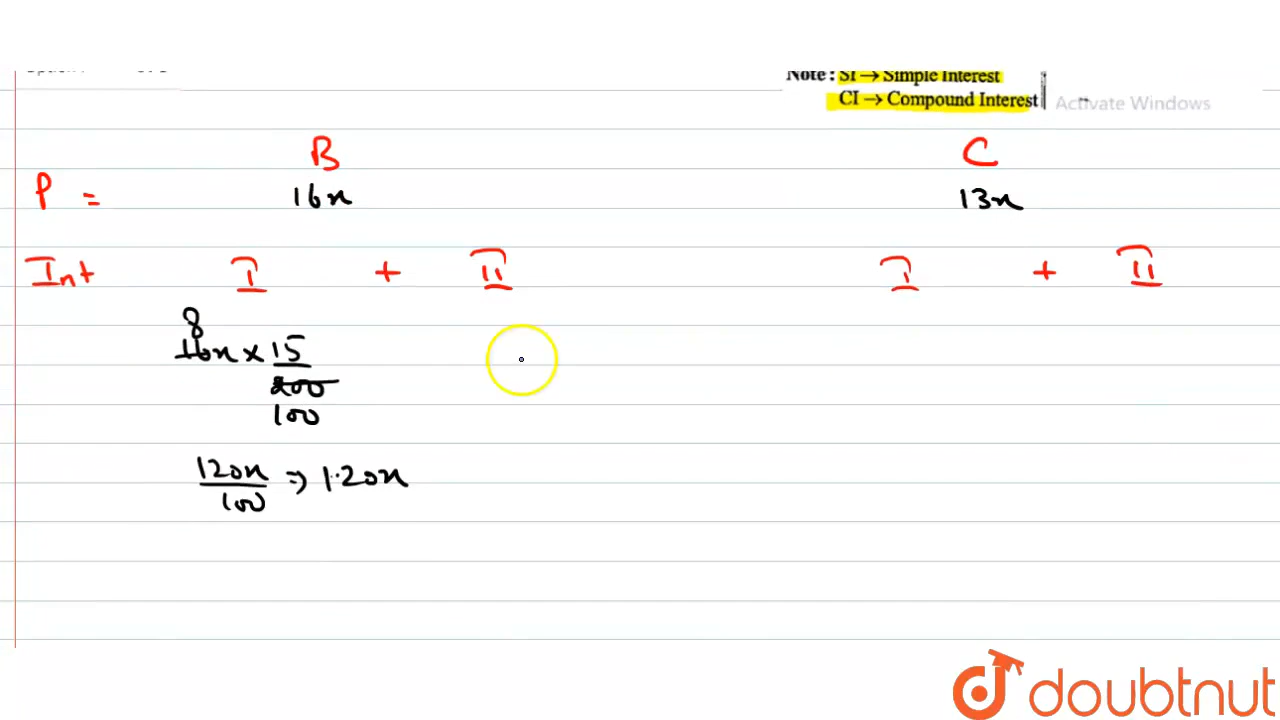 Note : SI → Simple Interest
CI → Compound Interest
Activate Windows
B C
P = 16x 13x
Int I + II I + II
8
16x × 15
200
100
120x
100 ⇒ 1.20x
doubtnut